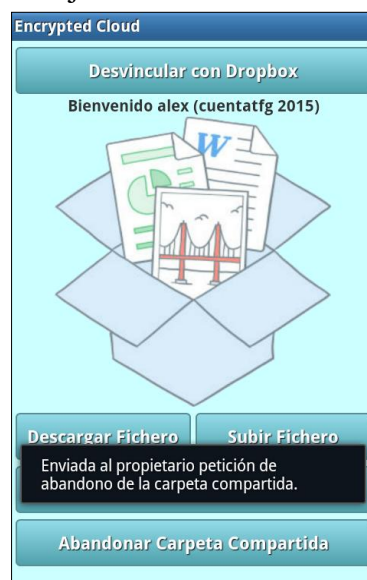 Encrypted Cloud
Desvincular con Dropbox
Bienvenido alex (cuentatfg 2015)
W
Descargar Fichero Subir Fichero
Enviada al propietario petición de
abandono de la carpeta compartida.
Abandonar Carpeta Compartida